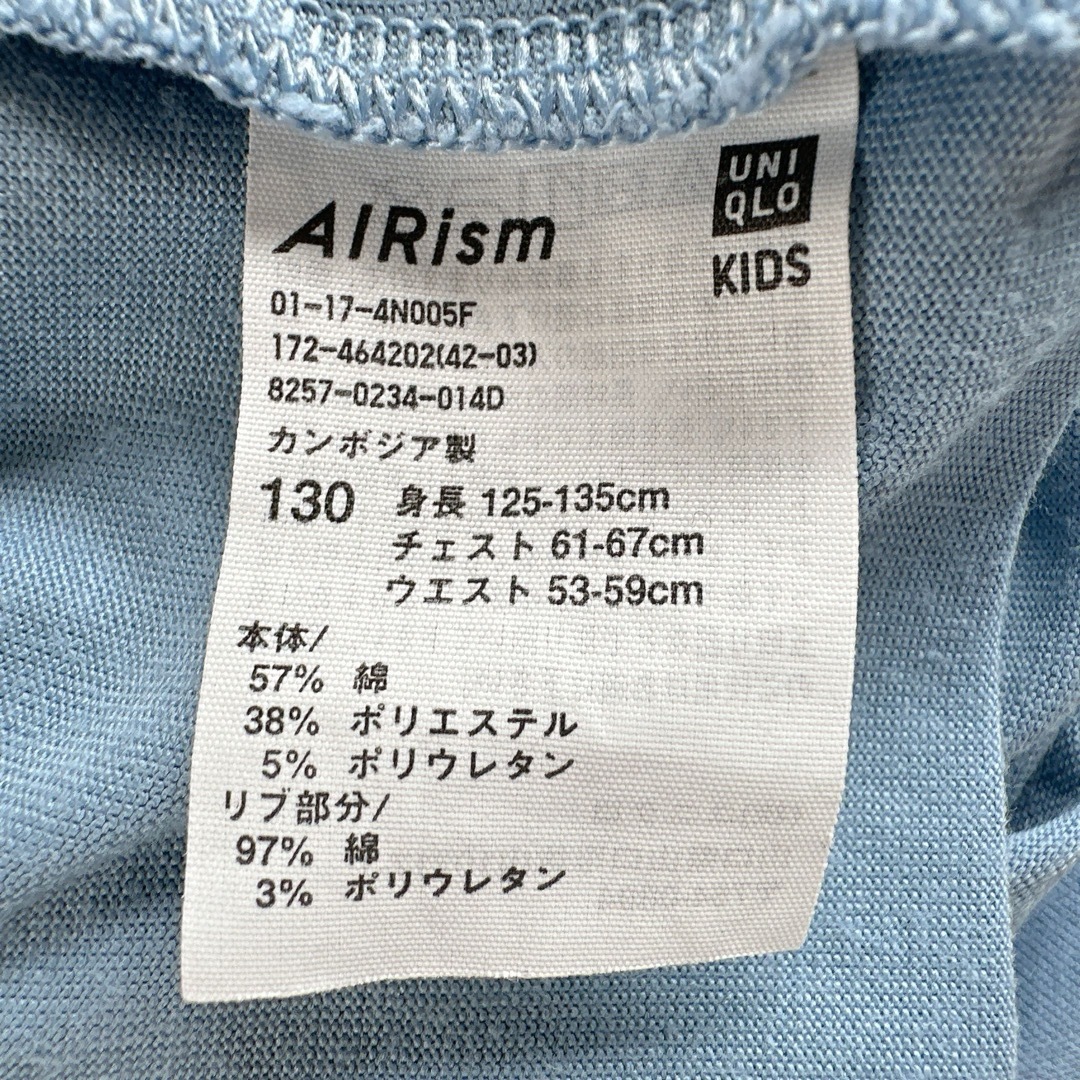 AIRism
UNI
QLO
KIDS
01-17-4N005F
172-464202(42-03)
8257-0234-014D
カンボジア製
130 身長 125-135cm
チェスト 61-67cm
ウエスト 53-59cm
本体/
57% 綿
38% ポリエステル
5% ポリウレタン
リブ部分/
97% 綿
3% ポリウレタン